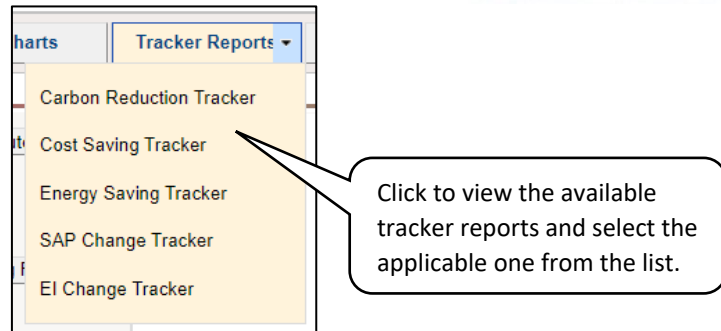 harts
Tracker Reports
Carbon Reduction Tracker
Cost Saving Tracker
Energy Saving Tracker
SAP Change Tracker
EI Change Tracker
Click to view the available
tracker reports and select the
applicable one from the list.